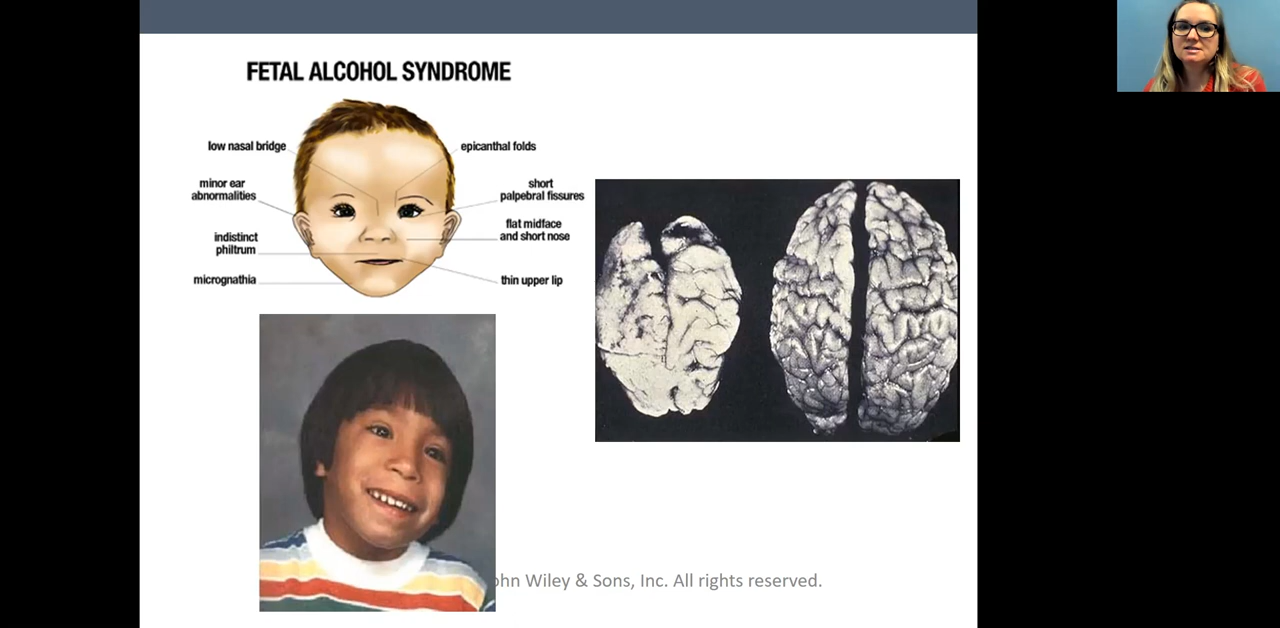 FETAL ALCOHOL SYNDROME
low nasal bridge
epicanthal folds
minor ear
abnormalities
short
palpebral fissures
indistinct
philtrum
flat midface
and short nose
micrognathia
thin upper lip
ohn Wiley & Sons, Inc. All rights reserved.